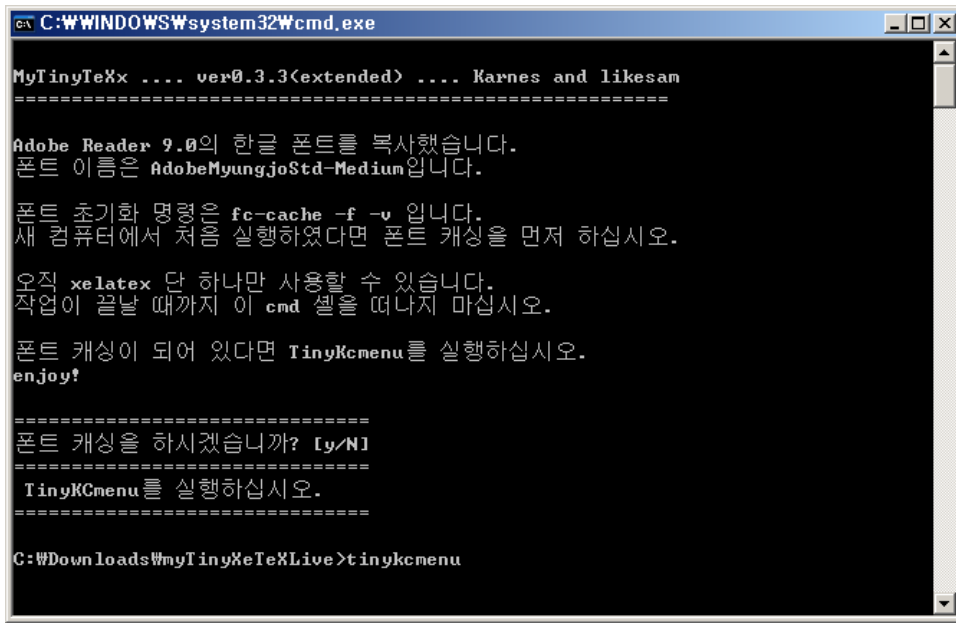 C:₩WINDOWS₩system32₩cmd.exe
MyTinyTeXx .... ver0.3.3(extended) .... Karnes and likesam
=========================================================
Adobe Reader 9.0의 한글 폰트를 복사했습니다.
폰트 이름은 AdobeMyungjoStd-Medium입니다.
폰트 초기화 명령은 fc-cache -f -v 입니다.
새 컴퓨터에서 처음 실행하였다면 폰트 캐싱을 먼저 하십시오.
오직 xelatex 단 하나만 사용할 수 있습니다.
작업이 끝날 때까지 이 cmd 셸을 떠나지 마십시오.
폰트 캐싱이 되어 있다면 TinyKcmenu를 실행하십시오.
enjoy!
===============================
폰트 캐싱을 하시겠습니까? [y/N]
===============================
TinyKCmenu를 실행하십시오.
===============================
C:₩Downloads₩myTinyXeTeXLive>tinykcmenu